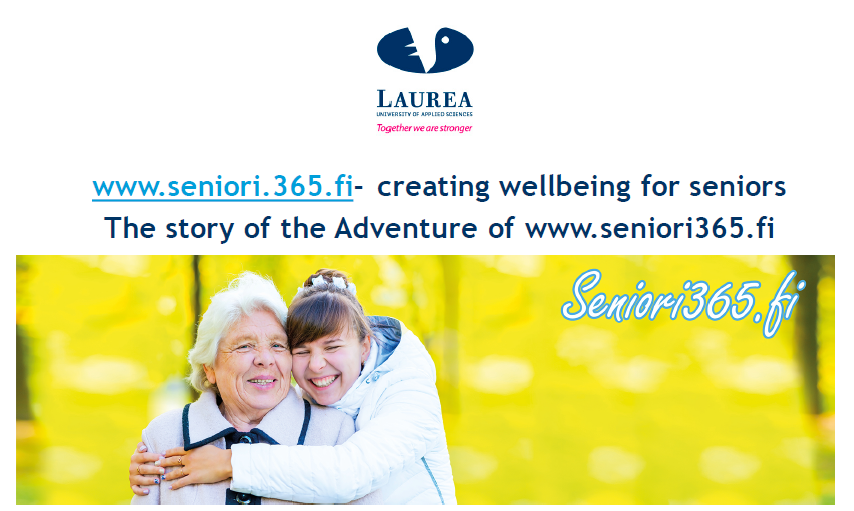 LAUREA
UNIVERSITY OF APPLIED SCIENCES
Together we are stronger
www.seniori.365.fi- creating wellbeing for seniors
The story of the Adventure of www.seniori365.fi
Seniori365.fi